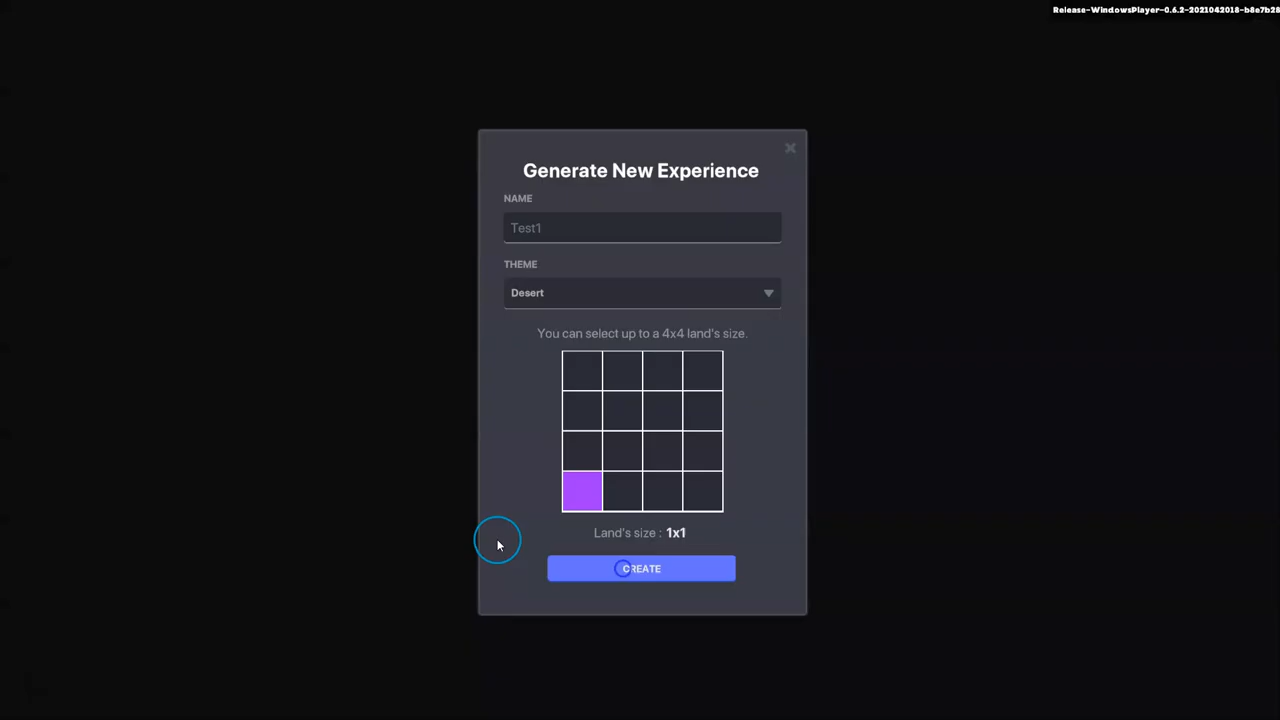 Release-WindowsPlayer-0.6.2-2021042018-b8e7b28
Generate New Experience
NAME
Test1
THEME
Desert
You can select up to a 4x4 land's size.
Land's size : 1x1
CREATE